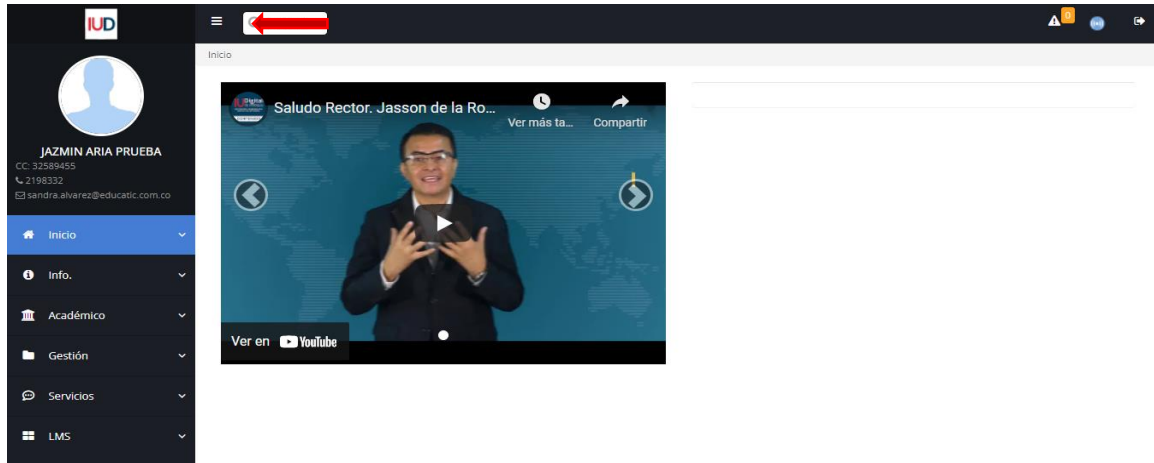 IUD
0
Inicio
JAZMIN ARIA PRUEBA
CC: 32589455
2198332
sandra.alvarez@educatic.com.co
Inicio
Info.
Académico
Gestión
Servicios
LMS
Saludo Rector. Jasson de la Ro...
Ver más ta...
Compartir
Ver en YouTube